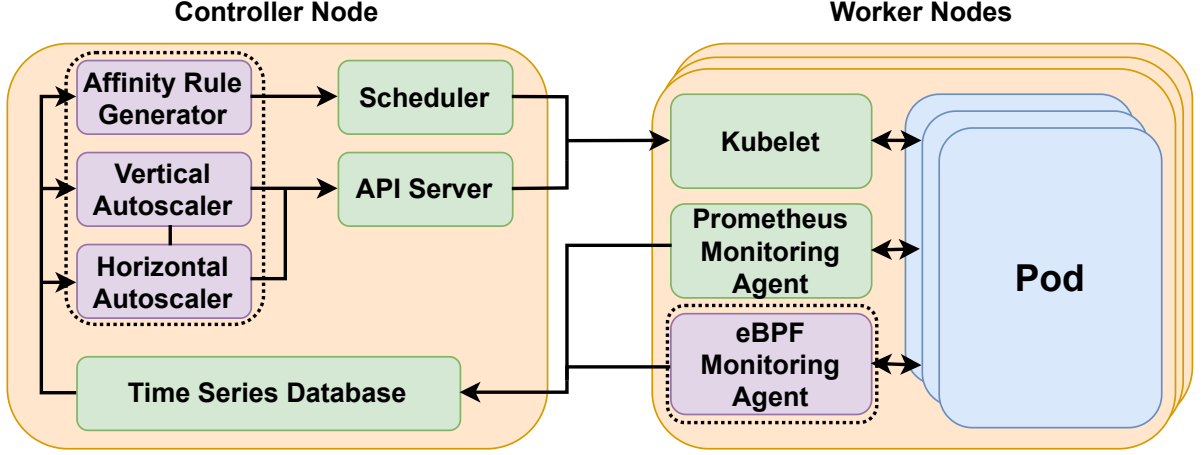 Controller Node
Worker Nodes
Affinity Rule
Generator
Scheduler
Vertical
Autoscaler
API Server
Horizontal
Autoscaler
Time Series Database
Kubelet
Prometheus
Monitoring
Agent
eBPF
Monitoring
Agent
Pod